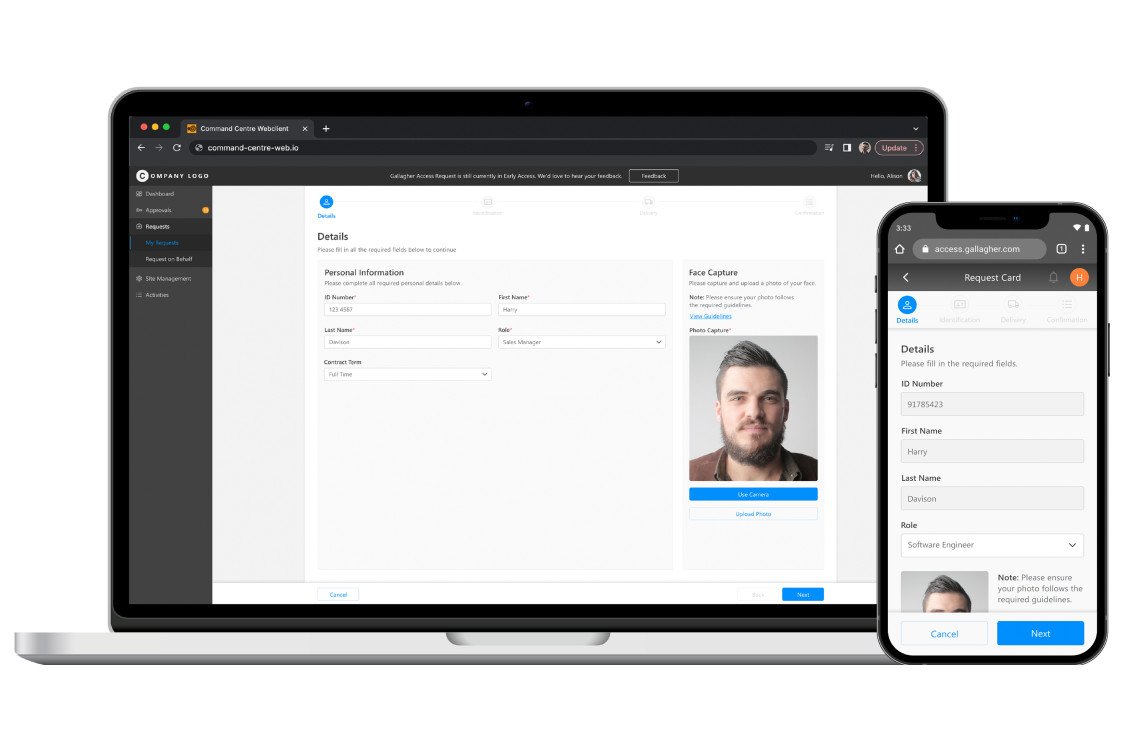 Command Centre Webclient
command-centre-web.io
Update
COMPANY LOGO
Gallagher Access Request is still currently in Early Access. We'd love to hear your feedback.
Feedback
Hello, Alison
Dashboard
Approvals
Requests
My Requests
Request on Behalf
Site Management
Activities
Details
Identification
Delivery
Confirmation
Details
Please fill in all the required fields below to continue
Personal Information
Please complete all required personal details below.
ID Number*
123 4567
First Name*
Harry
Last Name*
Davison
Role*
Sales Manager
Contract Term
Full Time
Face Capture
Please capture and upload a photo of your face.
Note: Please ensure your photo follows
the required guidelines.
View Guidelines
Photo Capture*
Use Camera
Upload Photo
Cancel
Back
Next
3:33
access.gallagher.com
1
Request Card
H
Details
Identification
Delivery
Confirmation
Details
Please fill in the required fields.
ID Number
91785423
First Name
Harry
Last Name
Davison
Role
Software Engineer
Note: Please ensure
your photo follows the
required guidelines.
Cancel
Next